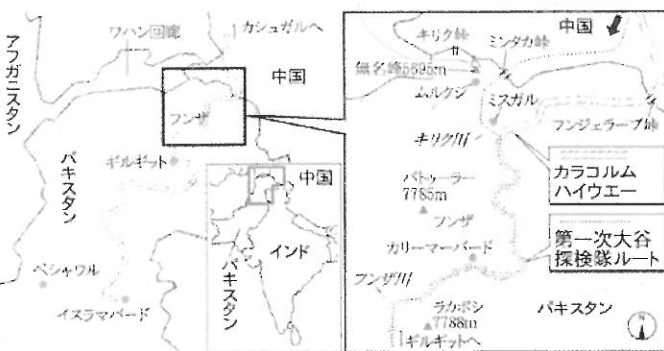 ワハン回廊
カシュガルへ
アフガニスタン
中国
フンザ
パキスタン
ギルギット
ペシャワル
イスラマバード
中国
インド
パキスタン
中国
キリク峠
ミンタカ峠
無名峰5695m
ムルクシ
ミスガル
キリク川
フンジェラーブ峠
カラコルム
ハイウエー
バトゥーラー
7785m
フンザ
カリーマーバード
第一次大谷
探検隊ルート
フンザ川
ラカポシ
7788m
パキスタン
ギルギットへ
N